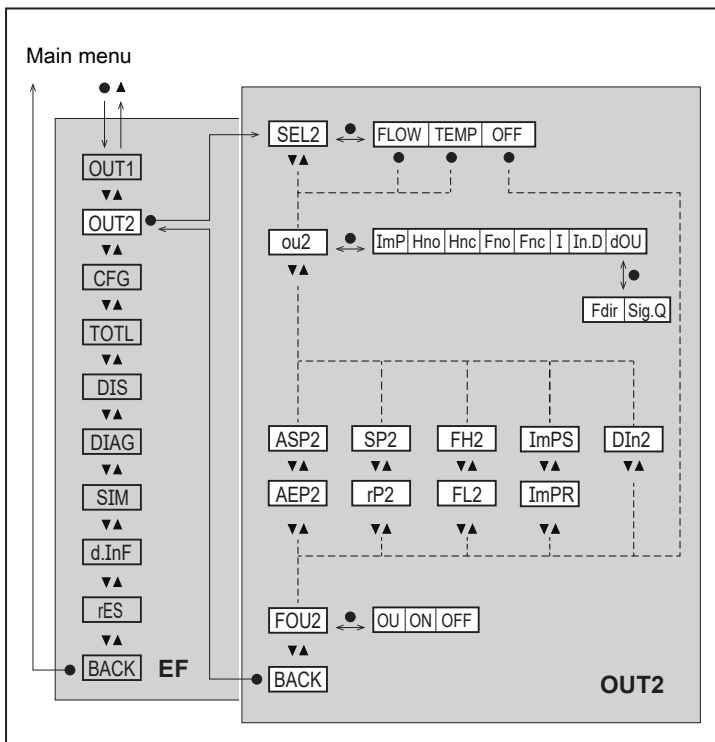 Main menu
OUT1
OUT2
CFG
TOTL
DIS
DIAG
SIM
d.InF
rES
BACK EF
SEL2 FLOW TEMP OFF
ou2 ImP Hno Hnc Fno Fnc I In.D dOU
Fdir Sig.Q
ASP2 SP2 FH2 ImPS DIn2
AEP2 rP2 FL2 ImPR
FOU2 OU ON OFF
BACK
OUT2